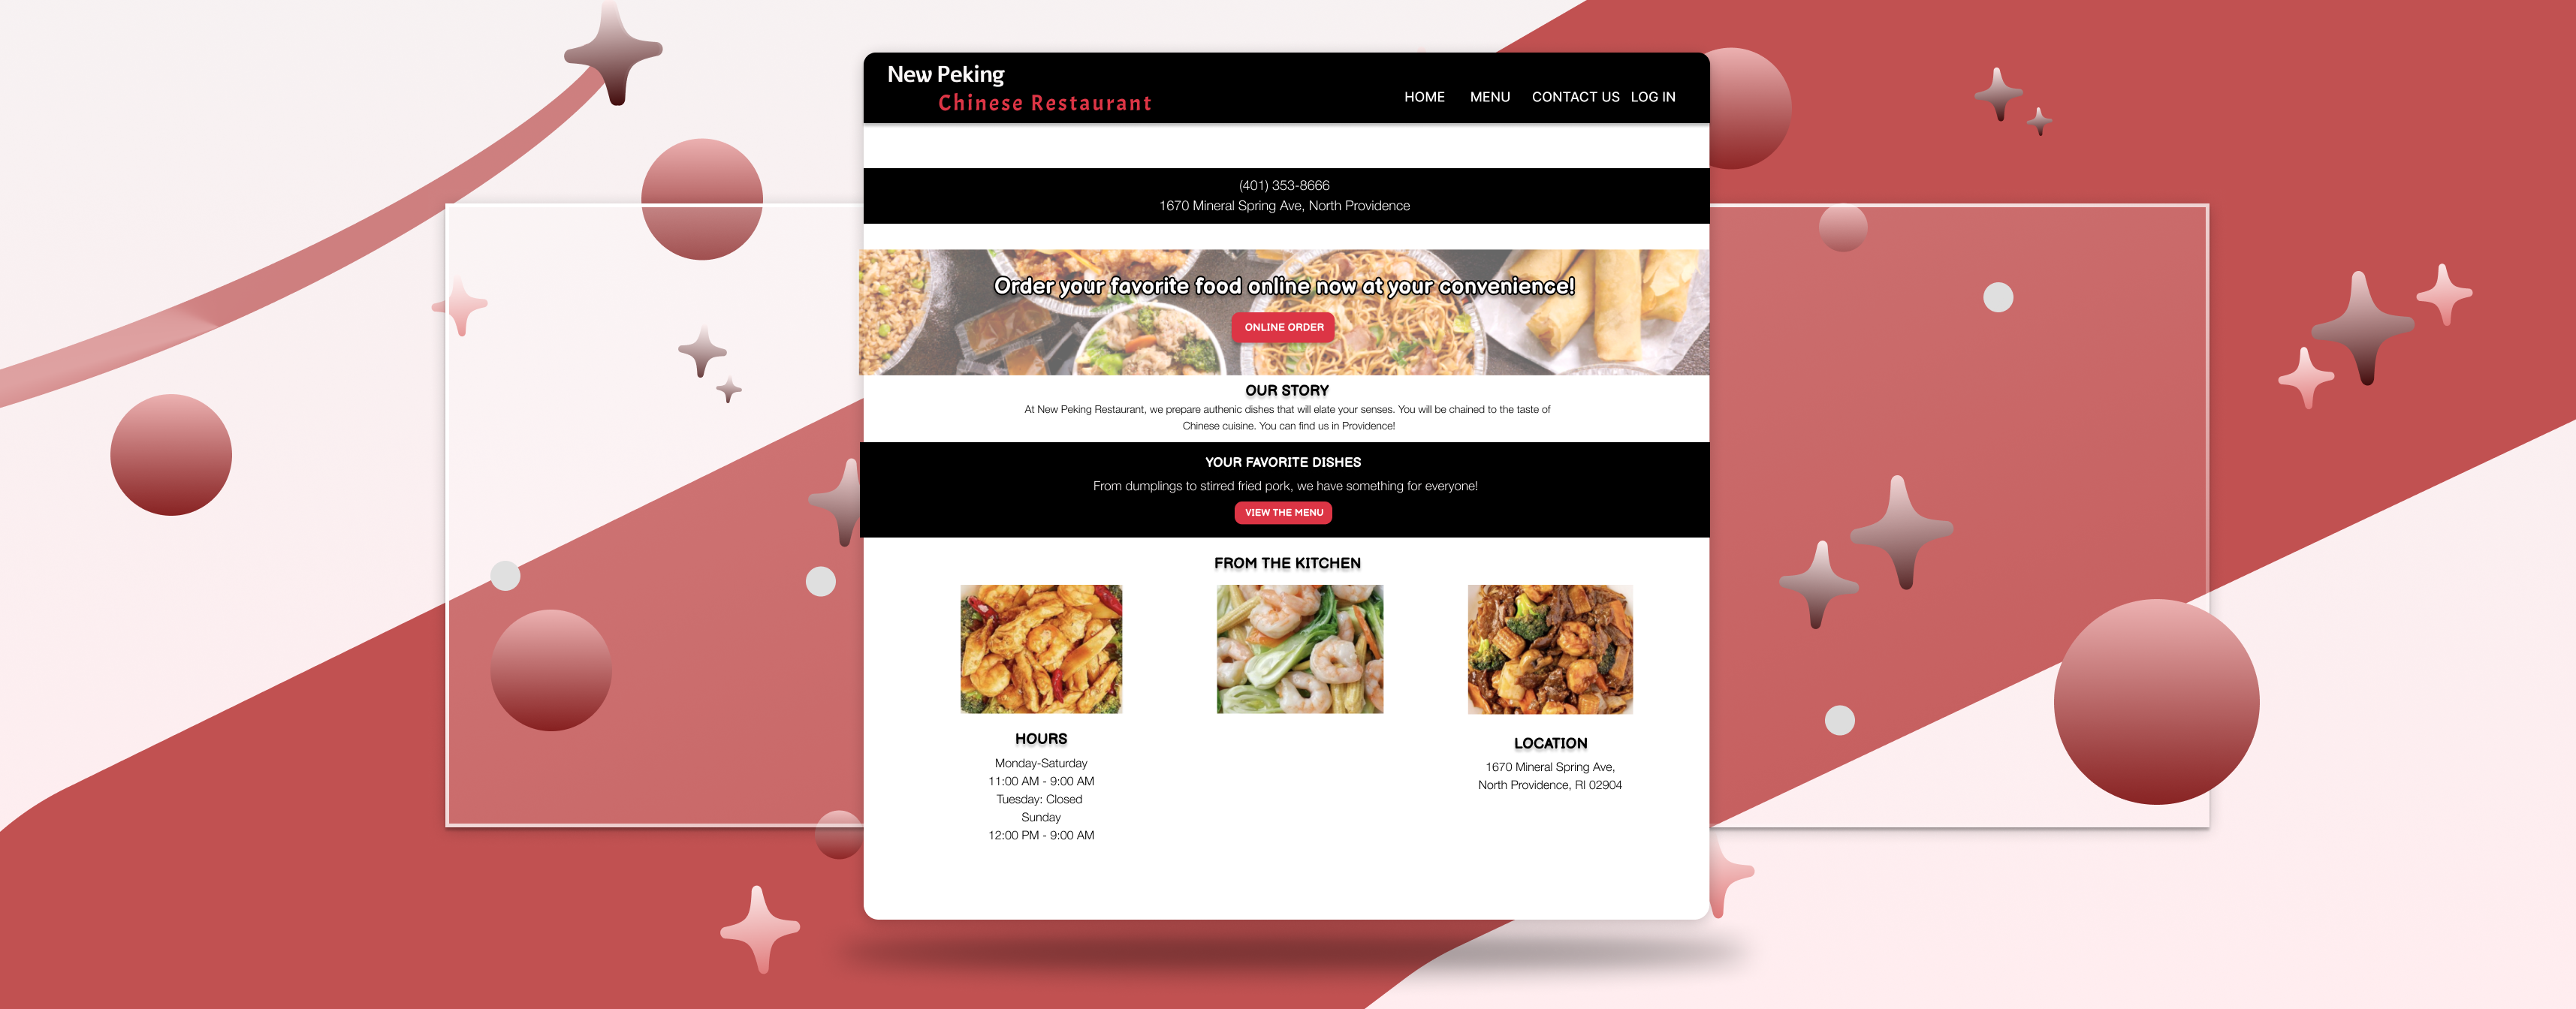 New Peking
Chinese Restaurant
HOME MENU CONTACT US LOG IN
(401) 353-8666
1670 Mineral Spring Ave, North Providence
Order your favorite food online now at your convenience!
ONLINE ORDER
OUR STORY
At New Peking Restaurant, we prepare authenic dishes that will elate your senses. You will be chained to the taste of
Chinese cuisine. You can find us in Providence!
YOUR FAVORITE DISHES
From dumplings to stirred fried pork, we have something for everyone!
VIEW THE MENU
FROM THE KITCHEN
HOURS
Monday-Saturday
11:00 AM - 9:00 AM
Tuesday: Closed
Sunday
12:00 PM - 9:00 AM
LOCATION
1670 Mineral Spring Ave,
North Providence, RI 02904